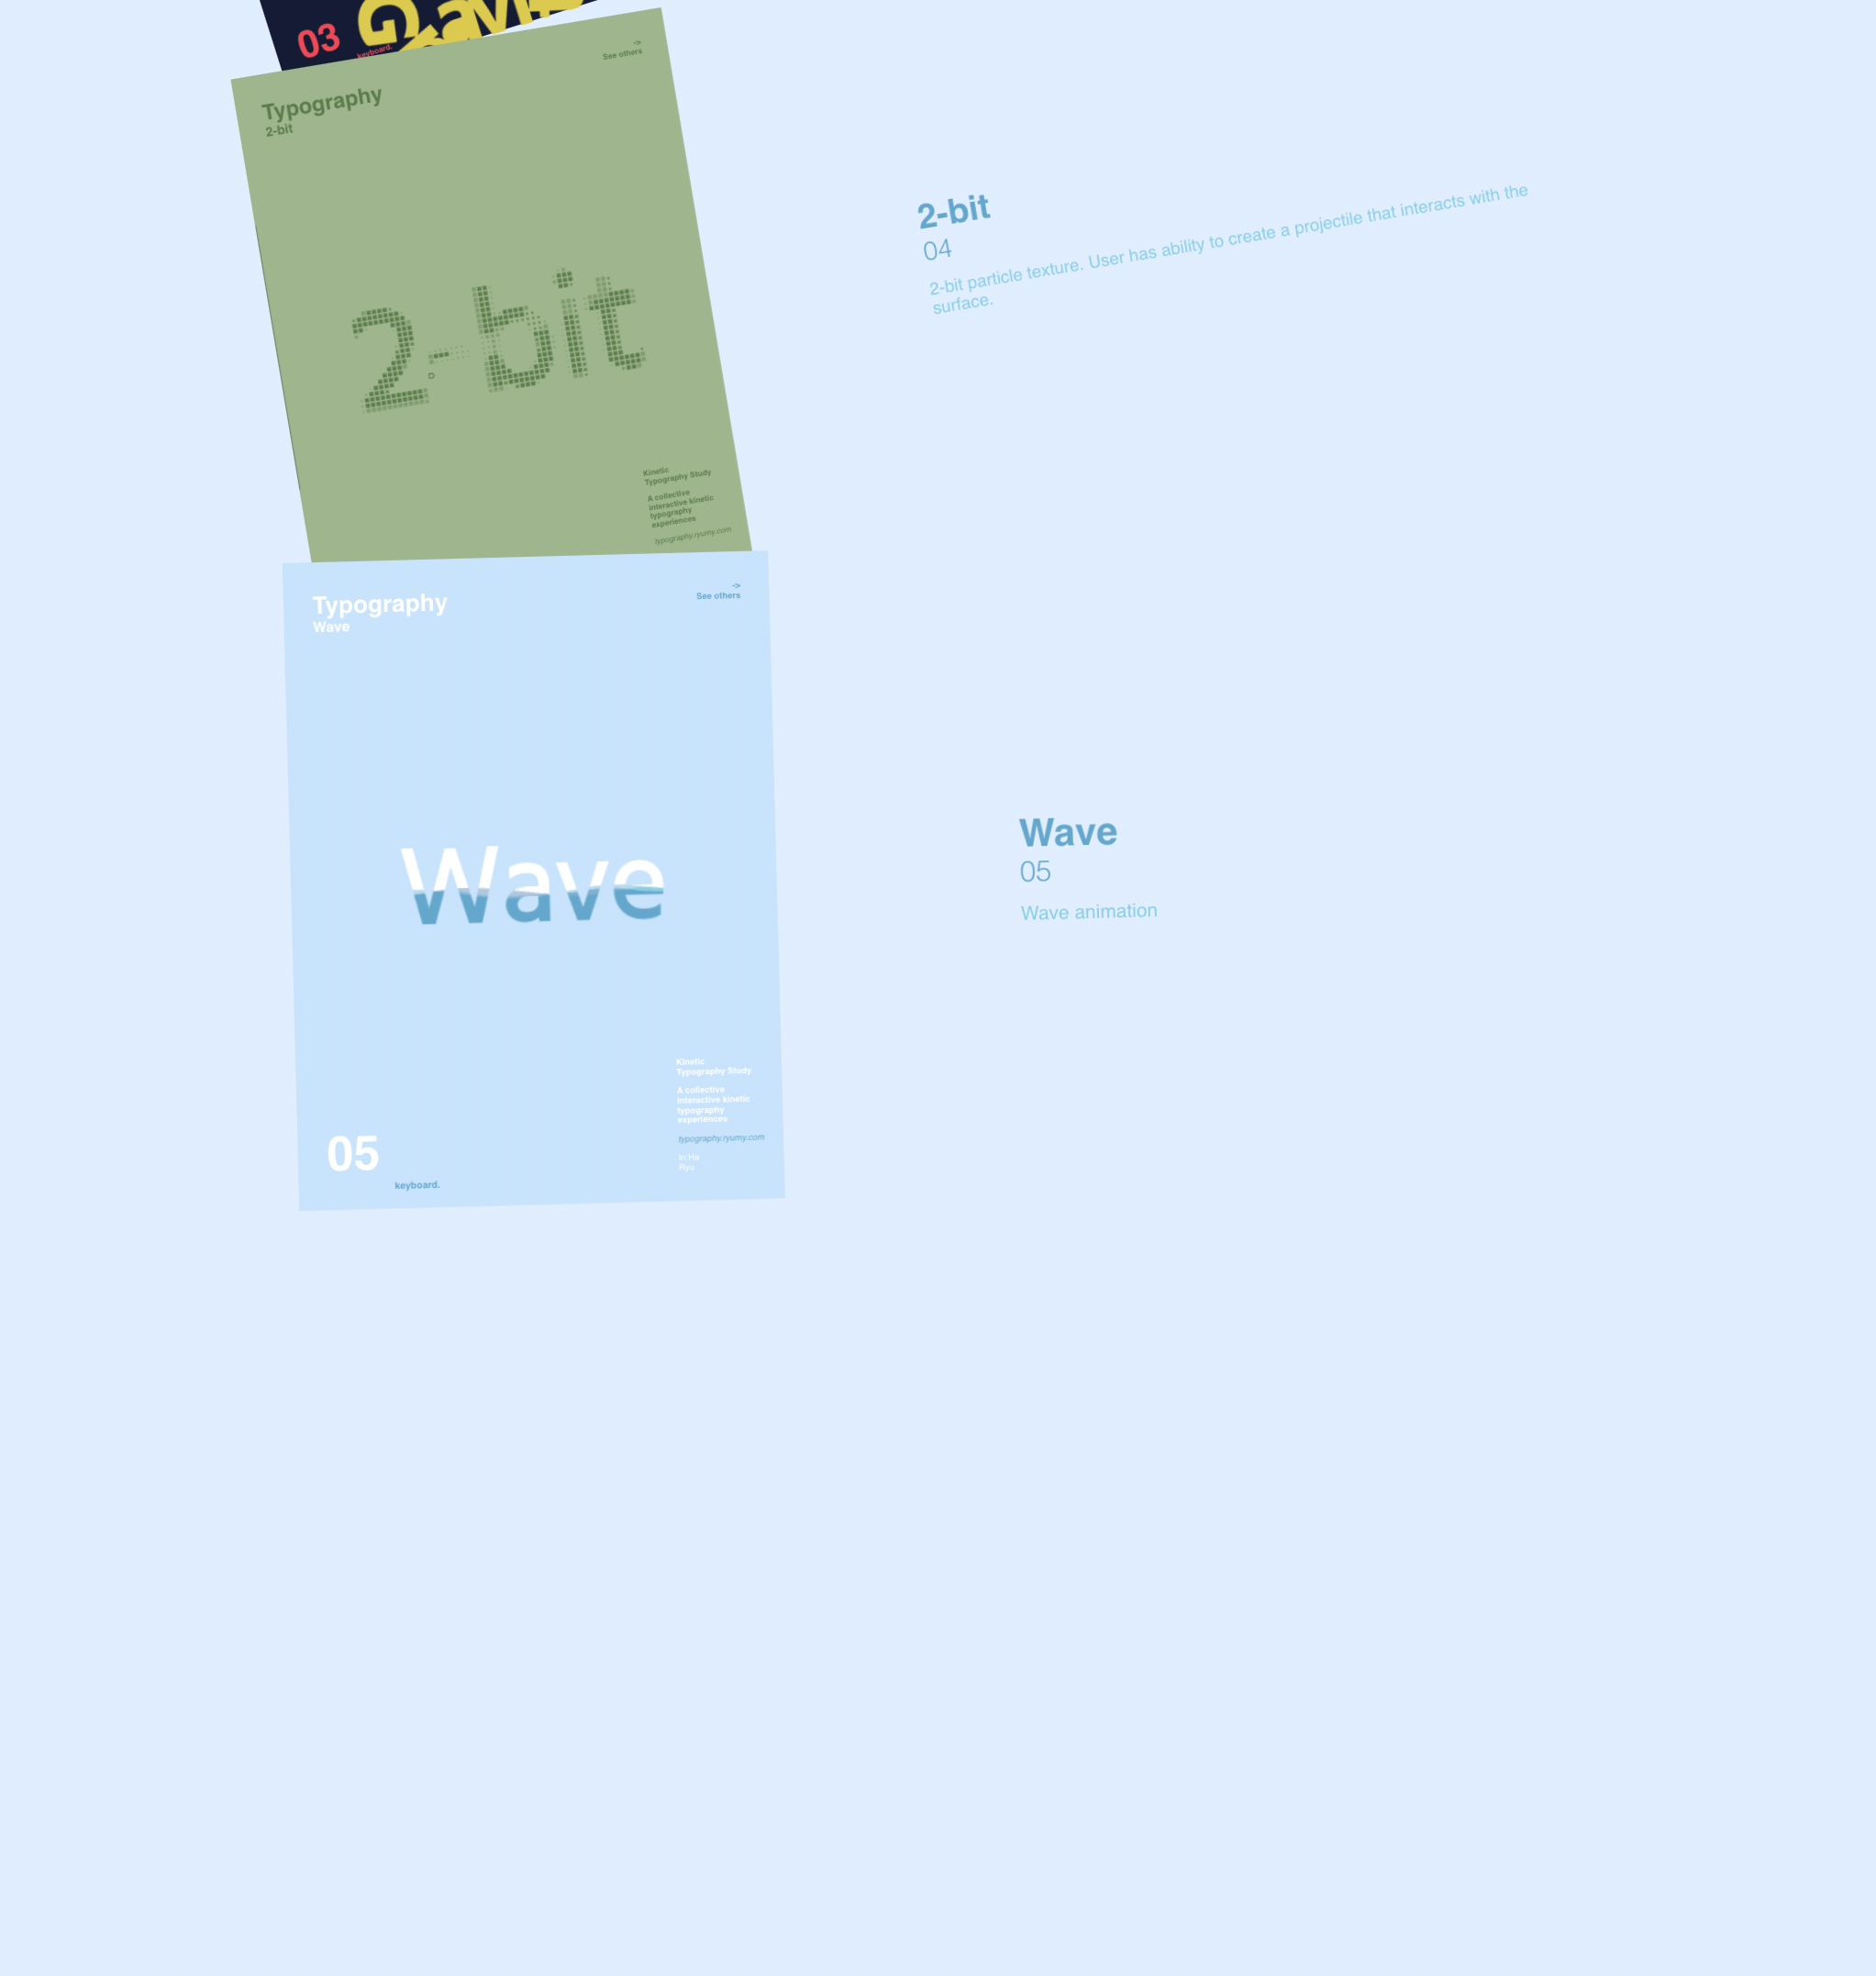 03
keyboard.
->
See others
Typography
2-bit
2-bit
Kinetic
Typography Study
A collective
interactive kinetic
typography
experiences
typography.ryumy.com
2-bit
04
2-bit particle texture. User has ability to create a projectile that interacts with the
surface.
->
See others
Typography
Wave
Wave
Kinetic
Typography Study
A collective
interactive kinetic
typography
experiences
typography.ryumy.com
In Ha
Ryu
05
keyboard.
Wave
05
Wave animation